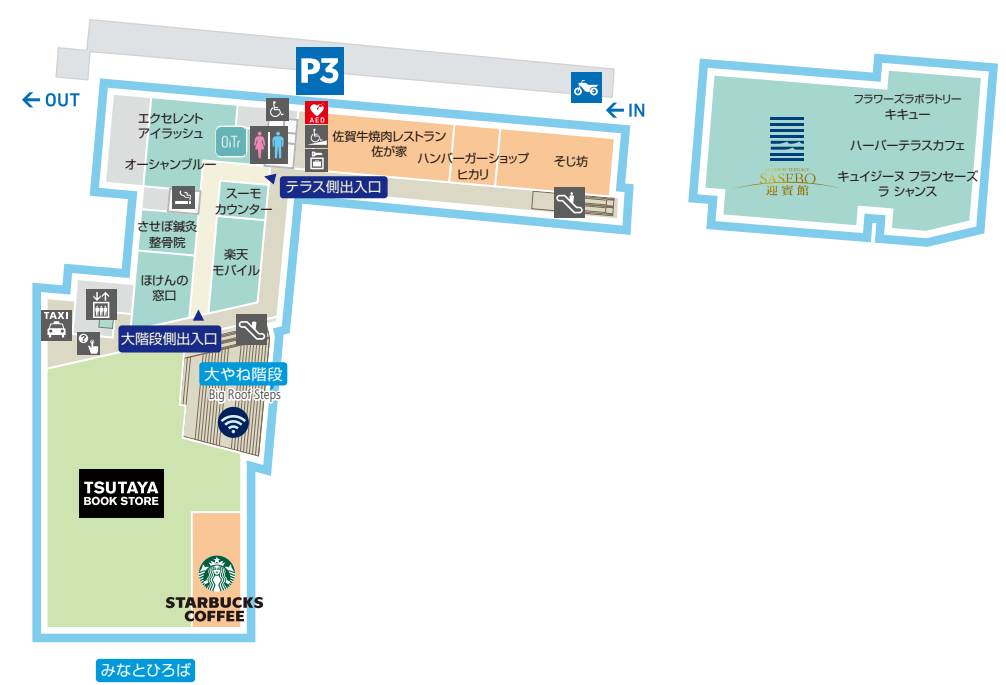 P3
OUT
IN
エクセレント
アイラッシュ
OiTr
AED
佐賀牛焼肉レストラン
佐が家
ハンバーガーショップ
ヒカリ
そじ坊
オーシャンブルー
テラス側出入口
スーモ
カウンター
させぼ鍼灸
整骨院
楽天
モバイル
ほけんの
窓口
TAXI
?
大階段側出入口
大やね階段
Big Roof Steps
TSUTAYA
BOOK STORE
STARBUCKS
COFFEE
みなとひろば
フラワーズラボラトリー
キキュー
ハーバーテラスカフェ
SASEBO
迎賓館
キュイジーヌ フランセーズ
ラ シャンス